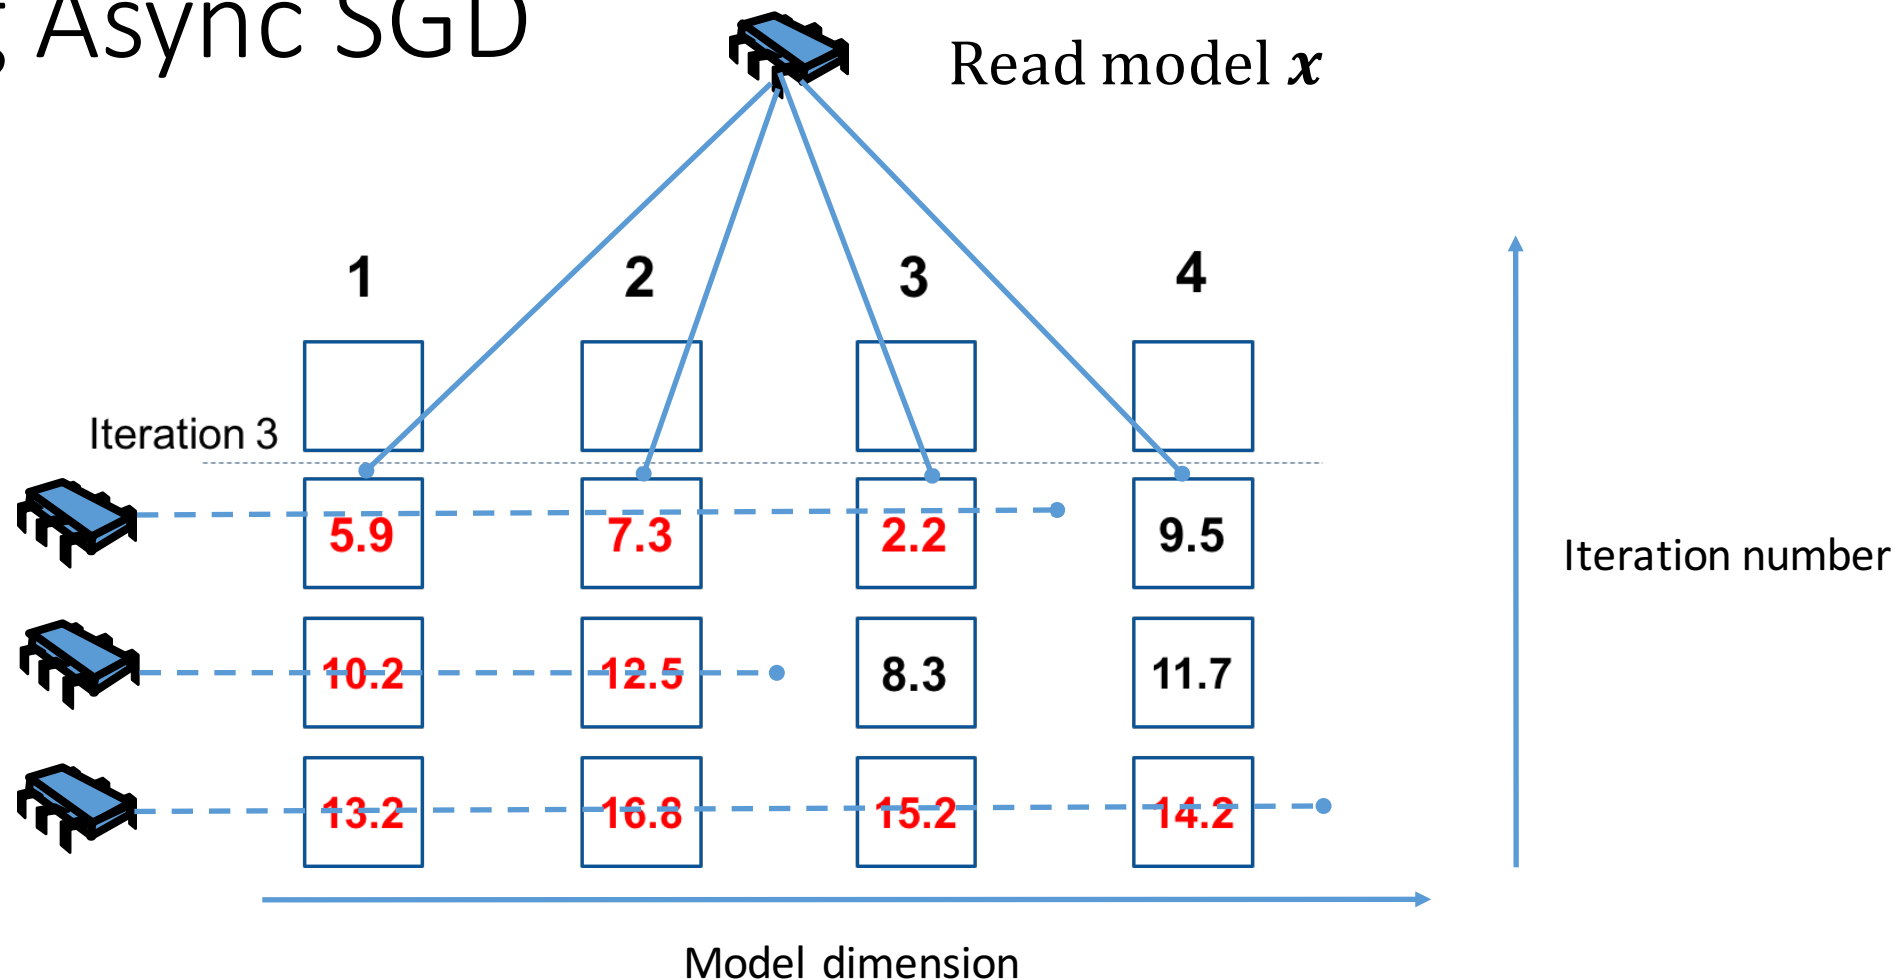 Async SGD
Read model x
1 2 3 4
Iteration 3
5.9 7.3 2.2 9.5
Iteration number
10.2 12.5 8.3 11.7
13.2 16.8 15.2 14.2
Model dimension